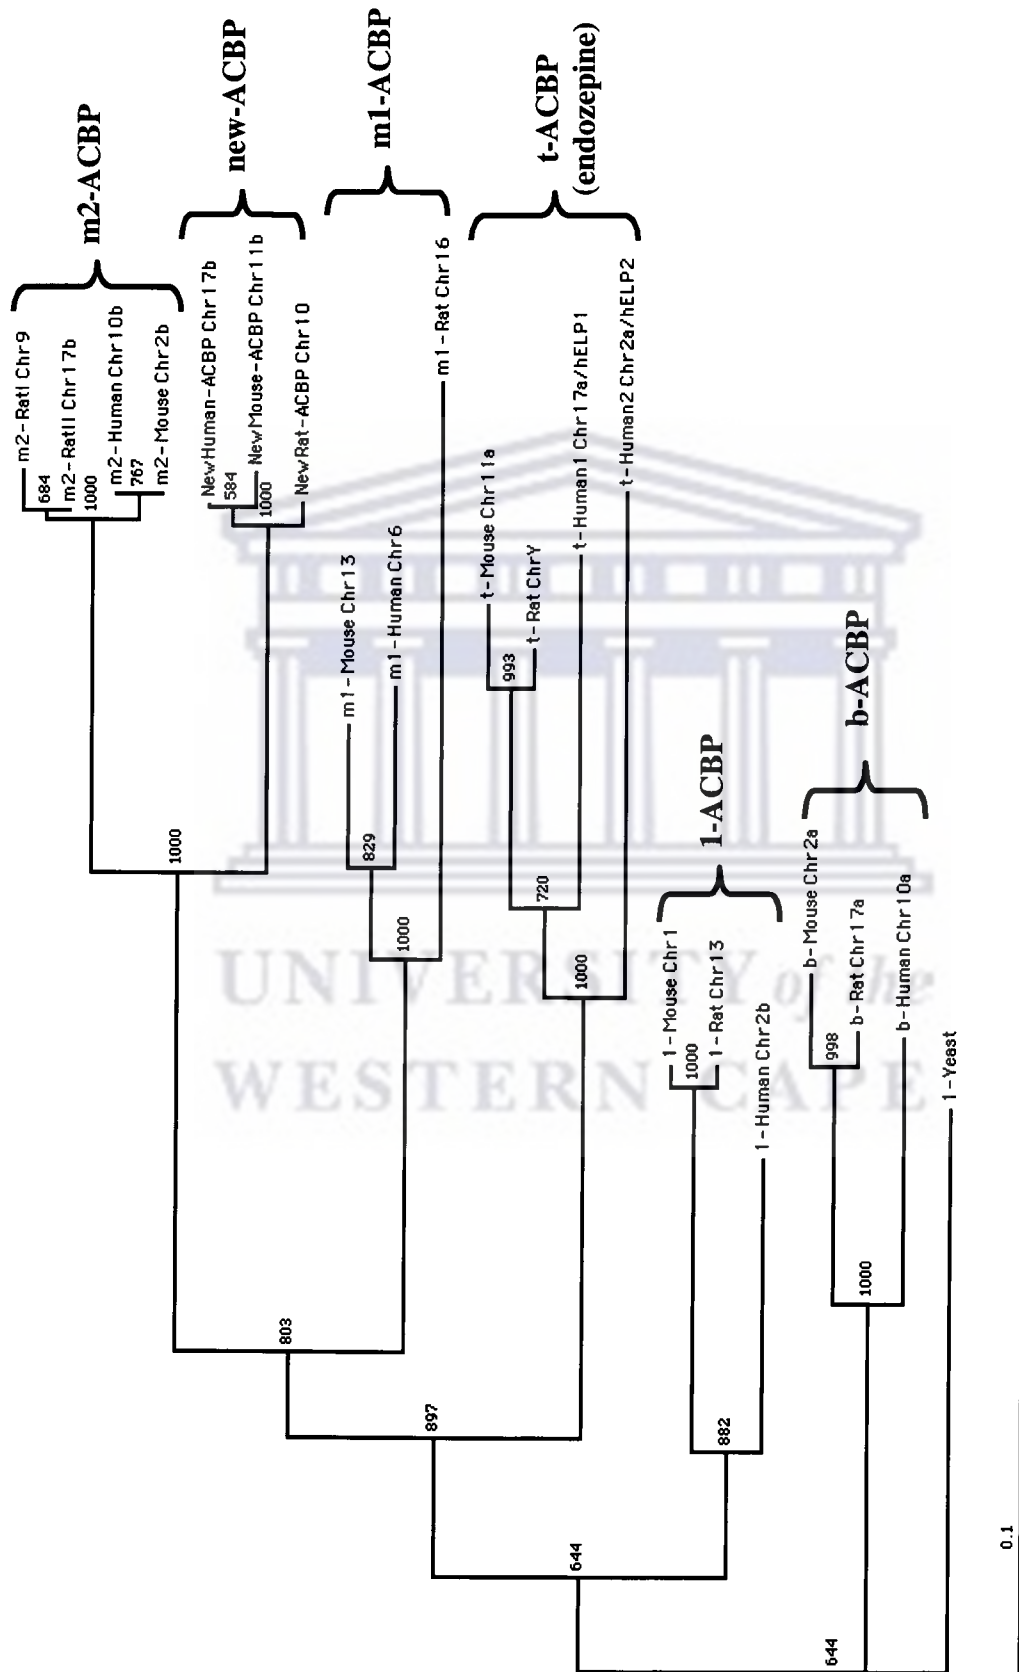 m2-RatI Chr9
684
m2-RatII Chr17b
1000
m2-Human Chr10b
767
m2-Mouse Chr2b
m2-ACBP
1000
NewHuman-ACBP Chr17b
584
NewMouse-ACBP Chr11b
1000
NewRat-ACBP Chr10
new-ACBP
803
m1-Mouse Chr13
829
m1-Human Chr6
1000
m1-Rat Chr16
m1-ACBP
897
t-Mouse Chr11a
993
t-Rat ChrY
720
t-Human1 Chr17a/hELP1
1000
t-Human2 Chr2a/hELP2
t-ACBP
(endozepine)
644
1-Mouse Chr1
1000
1-Rat Chr13
882
1-Human Chr2b
1-ACBP
644
b-Mouse Chr2a
998
b-Rat Chr17a
1000
b-Human Chr10a
b-ACBP
1-Yeast
0.1
UNIVERSITY of the
WESTERN CAPE